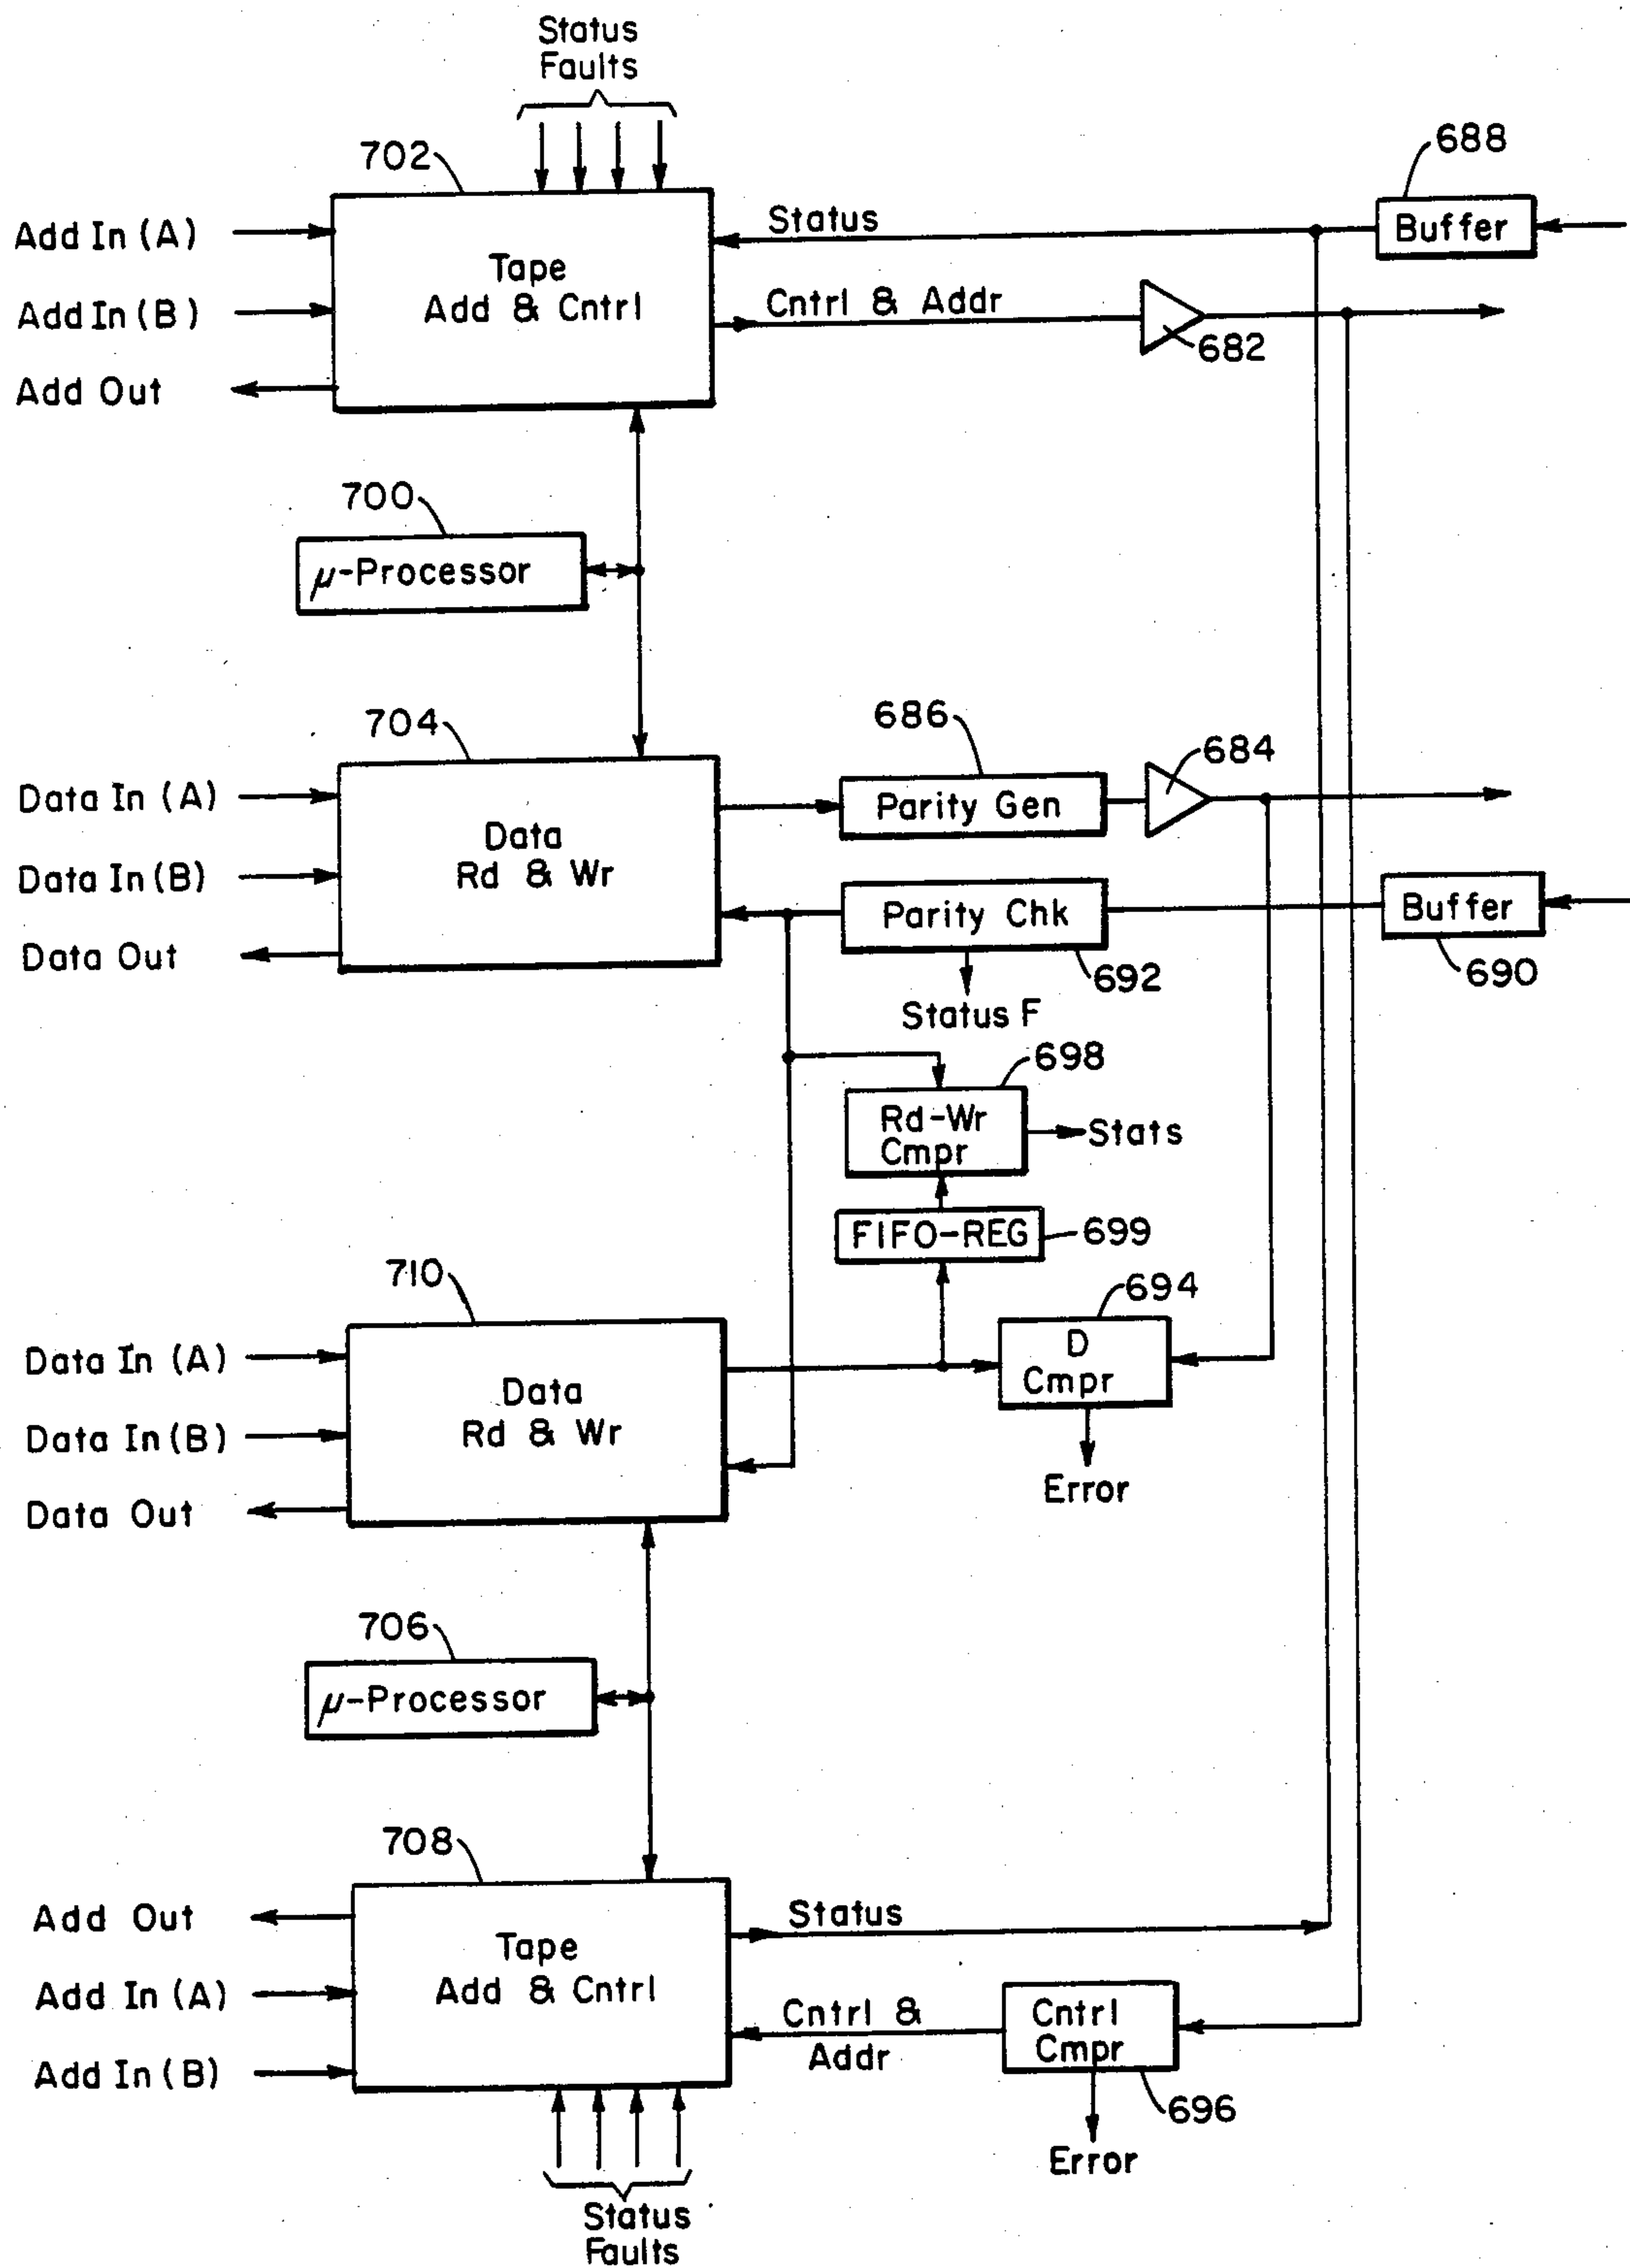 Status
Faults
702
688
Add In (A)
Status
Buffer
Tape
Add & Cntrl
Add In (B)
Cntrl & Addr
682
Add Out
700
μ-Processor
704
686
684
Data In (A)
Parity Gen
Data
Rd & Wr
Data In (B)
Parity Chk
Buffer
Data Out
692
690
Status F
698
Rd-Wr
Cmpr
Stats
FIFO-REG
699
710
694
Data In (A)
D
Cmpr
Data
Rd & Wr
Data In (B)
Error
Data Out
706
μ-Processor
708
Add Out
Status
Tape
Add & Cntrl
Add In (A)
Cntrl &
Addr
Cntrl
Cmpr
Add In (B)
696
Error
Status
Faults